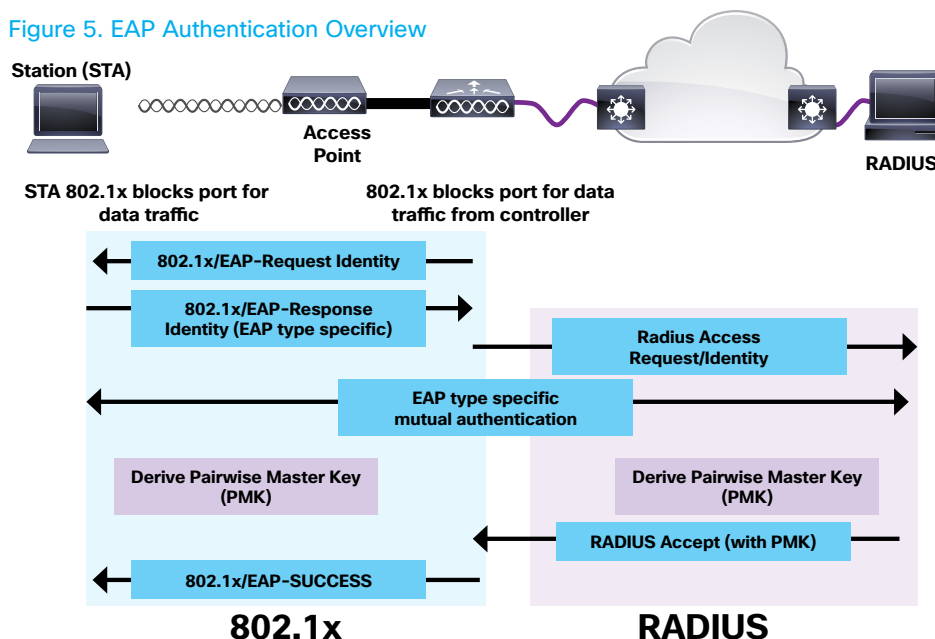 Figure 5. EAP Authentication Overview
Station (STA)
Access
Point
RADIUS
STA 802.1x blocks port for
data traffic
802.1x blocks port for data
traffic from controller
802.1x/EAP-Request Identity
802.1x/EAP-Response
Identity (EAP type specific)
Radius Access
Request/Identity
EAP type specific
mutual authentication
Derive Pairwise Master Key
(PMK)
Derive Pairwise Master Key
(PMK)
RADIUS Accept (with PMK)
802.1x/EAP-SUCCESS
802.1x
RADIUS